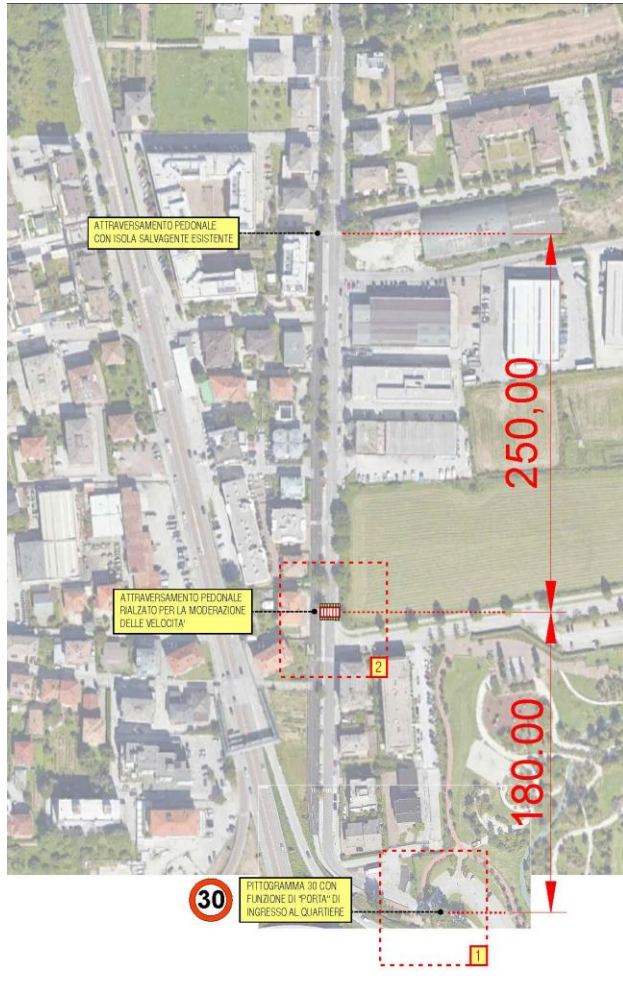 ATTRAVERSAMENTO PEDONALE
CON ISOLA SALVAGENTE ESISTENTE
250,00
ATTRAVERSAMENTO PEDONALE
RIALZATO PER LA MODERAZIONE
DELLE VELOCITA'
2
180.00
30
PITTOGRAMMA 30 CON
FUNZIONE DI "PORTA" DI
INGRESSO AL QUARTIERE
1